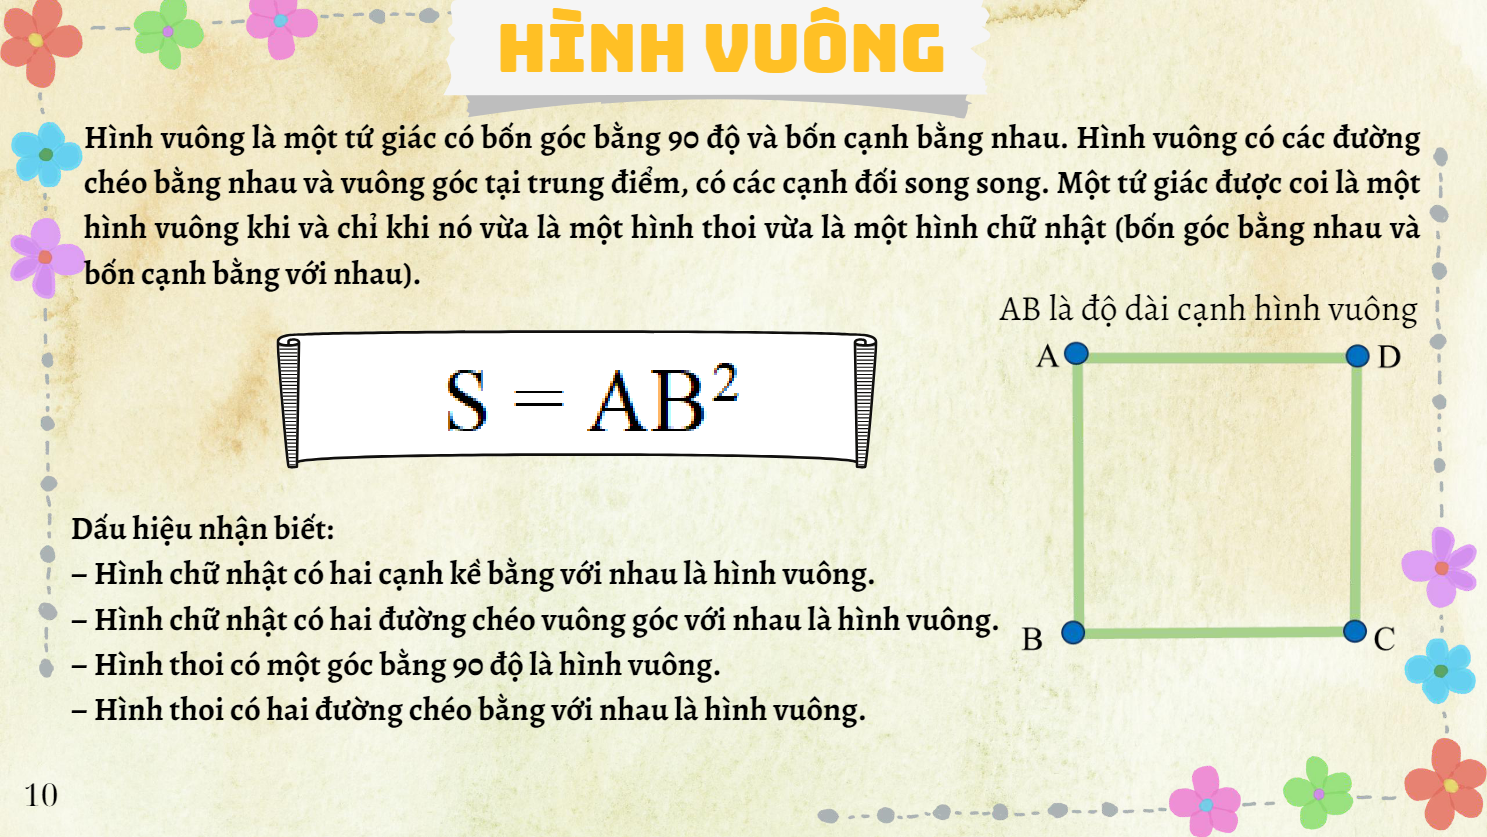 HÌNH VUÔNG
Hình vuông là một tứ giác có bốn góc bằng 90 độ và bốn cạnh bằng nhau. Hình vuông có các đường
chéo bằng nhau và vuông góc tại trung điểm, có các cạnh đối song song. Một tứ giác được coi là một
hình vuông khi và chỉ khi nó vừa là một hình thoi vừa là một hình chữ nhật (bốn góc bằng nhau và
bốn cạnh bằng với nhau).
AB là độ dài cạnh hình vuông
A D
S = AB²
Dấu hiệu nhận biết:
– Hình chữ nhật có hai cạnh kề bằng với nhau là hình vuông.
– Hình chữ nhật có hai đường chéo vuông góc với nhau là hình vuông.
B C
– Hình thoi có một góc bằng 90 độ là hình vuông.
– Hình thoi có hai đường chéo bằng với nhau là hình vuông.
10